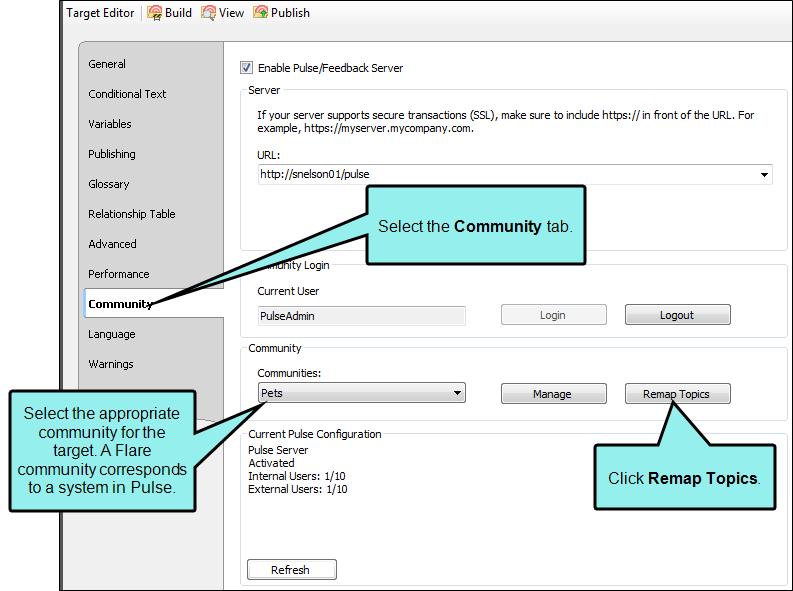 Target Editor Build View Publish
General
Conditional Text
Variables
Publishing
Glossary
Relationship Table
Advanced
Performance
Community
Language
Warnings
Enable Pulse/Feedback Server
Server
If your server supports secure transactions (SSL), make sure to include https:// in front of the URL. For
example, https://myserver.mycompany.com.
URL:
http://snelson01/pulse
Select the Community tab.
Login
Current User
PulseAdmin Login Logout
Community
Communities:
Pets Manage Remap Topics
Select the appropriate
community for the
target. A Flare
community corresponds
to a system in Pulse.
Current Pulse Configuration
Pulse Server
Activated
Internal Users: 1/10
External Users: 1/10
Click Remap Topics.
Refresh